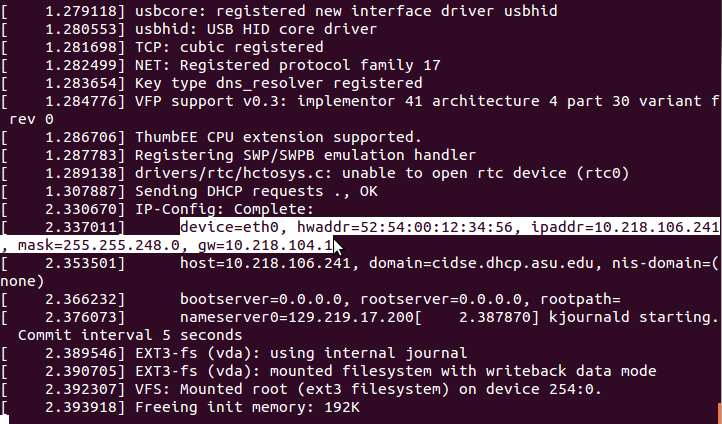 [    1.279118] usbcore: registered new interface driver usbhid
[    1.280553] usbhid: USB HID core driver
[    1.281698] TCP: cubic registered
[    1.282499] NET: Registered protocol family 17
[    1.283654] Key type dns_resolver registered
[    1.284776] VFP support v0.3: implementor 41 architecture 4 part 30 variant f
 rev 0
[    1.286706] ThumbEE CPU extension supported.
[    1.287783] Registering SWP/SWPB emulation handler
[    1.289138] drivers/rtc/hctosys.c: unable to open rtc device (rtc0)
[    1.307887] Sending DHCP requests ., OK
[    2.330670] IP-Config: Complete:
[    2.337011]      device=eth0, hwaddr=52:54:00:12:34:56, ipaddr=10.218.106.241
, mask=255.255.248.0, gw=10.218.104.1
[    2.353501]      host=10.218.106.241, domain=cidse.dhcp.asu.edu, nis-domain=(
none)
[    2.366232]      bootserver=0.0.0.0, rootserver=0.0.0.0, rootpath=
[    2.376073]      nameserver0=129.219.17.200[    2.387870] kjournald starting.
  Commit interval 5 seconds
[    2.389546] EXT3-fs (vda): using internal journal
[    2.390705] EXT3-fs (vda): mounted filesystem with writeback data mode
[    2.392307] VFS: Mounted root (ext3 filesystem) on device 254:0.
[    2.393918] Freeing init memory: 192K